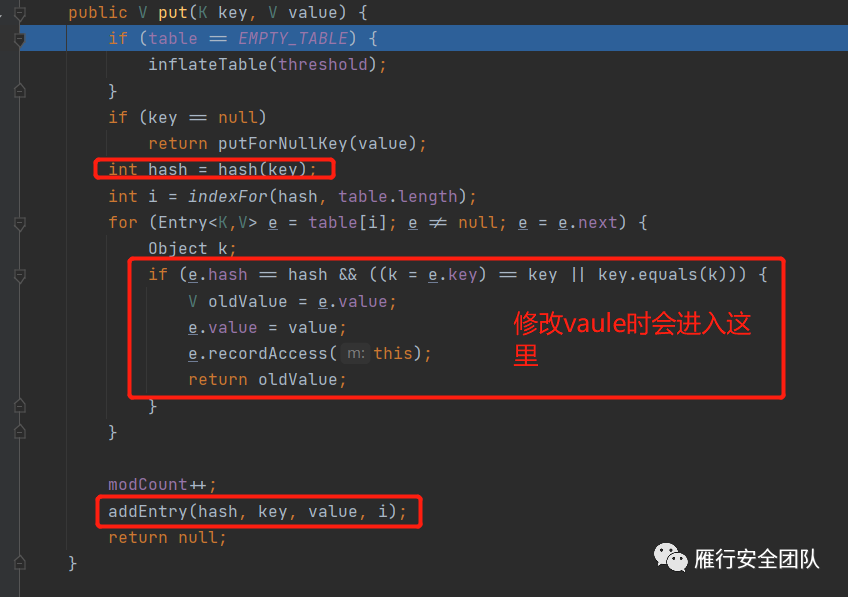 public V put(K key, V value) {
if (table == EMPTY_TABLE) {
inflateTable(threshold);
}
if (key == null)
return putForNullKey(value);
int hash = hash(key);
int i = indexFor(hash, table.length);
for (Entry<K,V> e = table[i]; e ≠ null; e = e.next) {
Object k;
if (e.hash == hash && ((k = e.key) == key || key.equals(k))) {
V oldValue = e.value;
e.value = value;
e.recordAccess( m: this);
return oldValue;
}
}
修改vaule时会进入这
里
modCount++;
addEntry(hash, key, value, i);
return null;
}
雁行安全团队